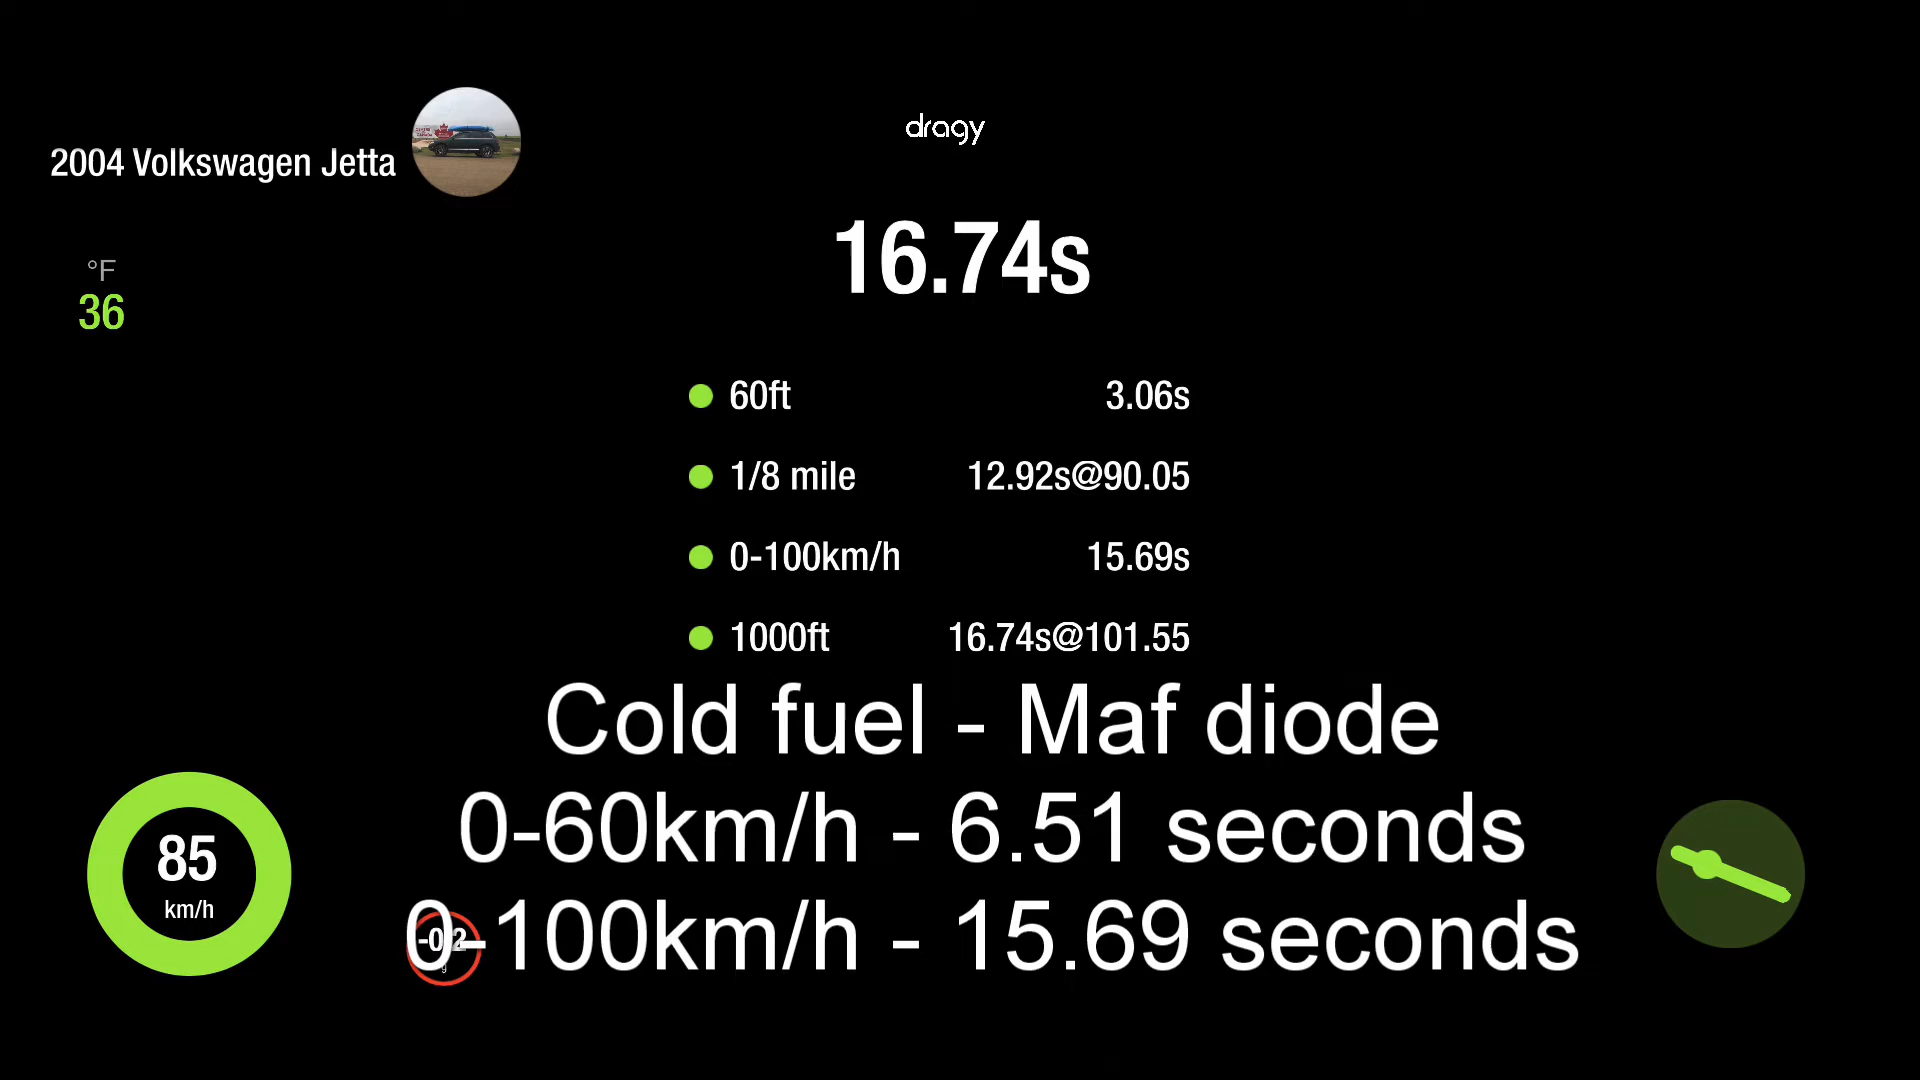 dragy
2004 Volkswagen Jetta
16.74s
°F
36
60ft 3.06s
1/8 mile 12.92s@90.05
0-100km/h 15.69s
1000ft 16.74s@101.55
Cold fuel - Maf diode
0-60km/h - 6.51 seconds
0-100km/h - 15.69 seconds
85
km/h
g